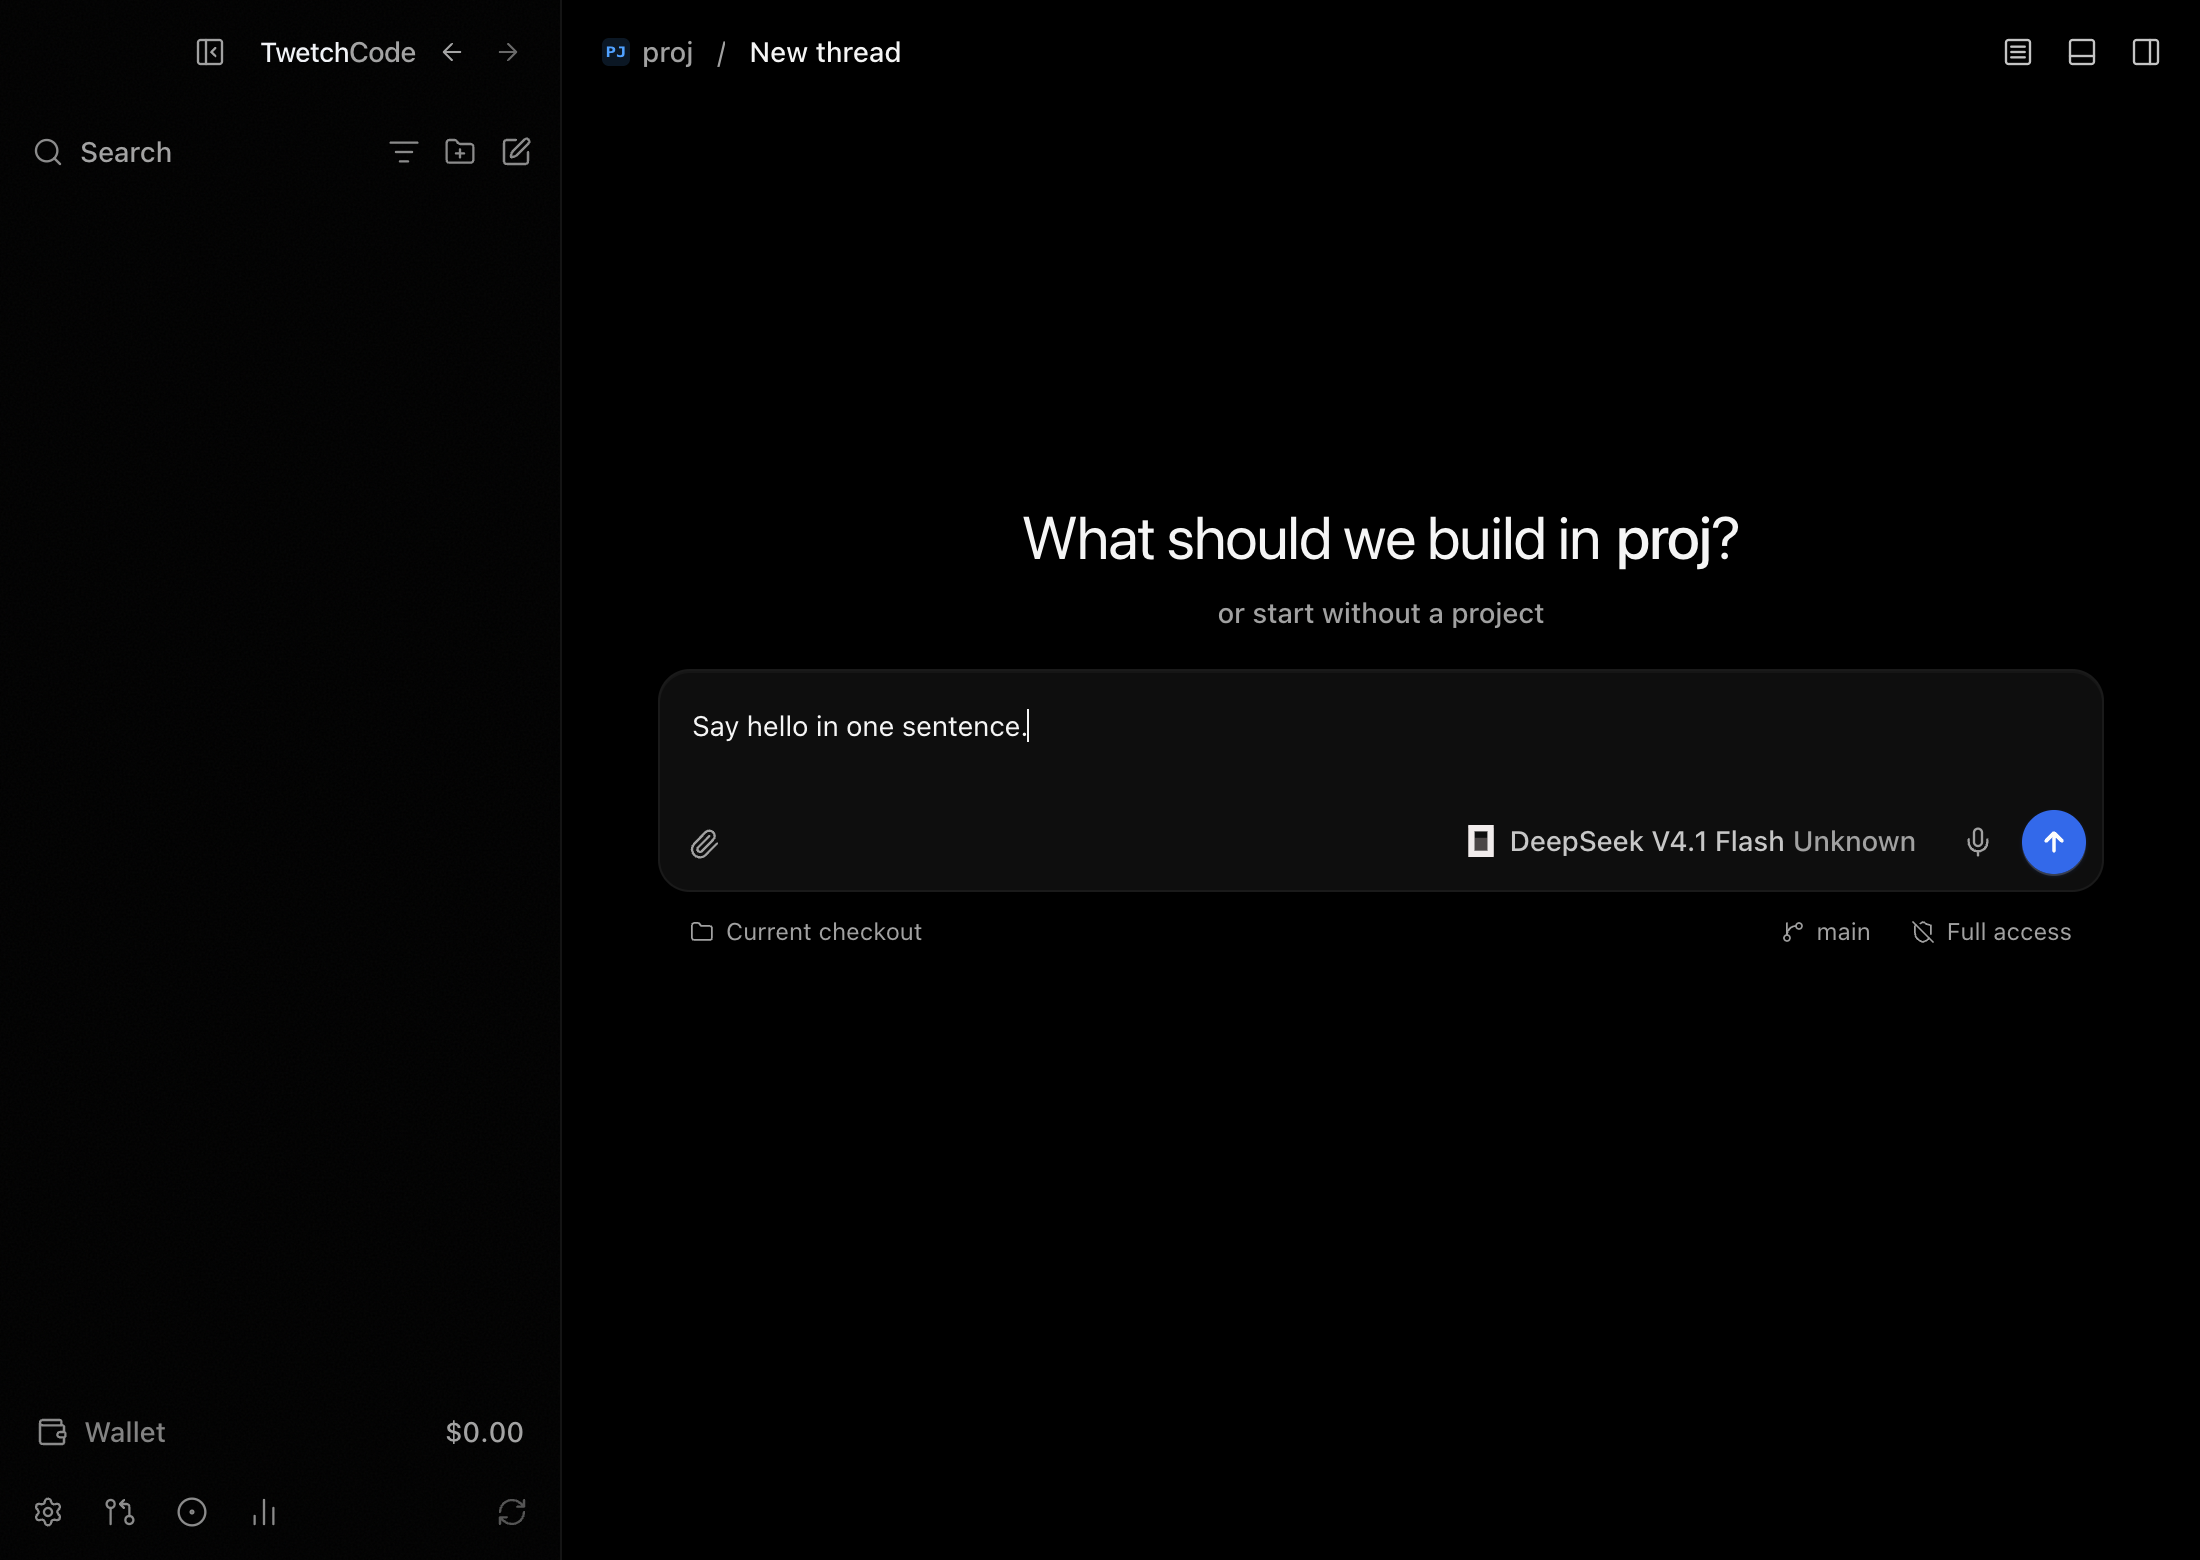 TwetchCode
PJ proj / New thread
Search
What should we build in proj?
or start without a project
Say hello in one sentence.
DeepSeek V4.1 Flash Unknown
Current checkout
main
Full access
Wallet
$0.00